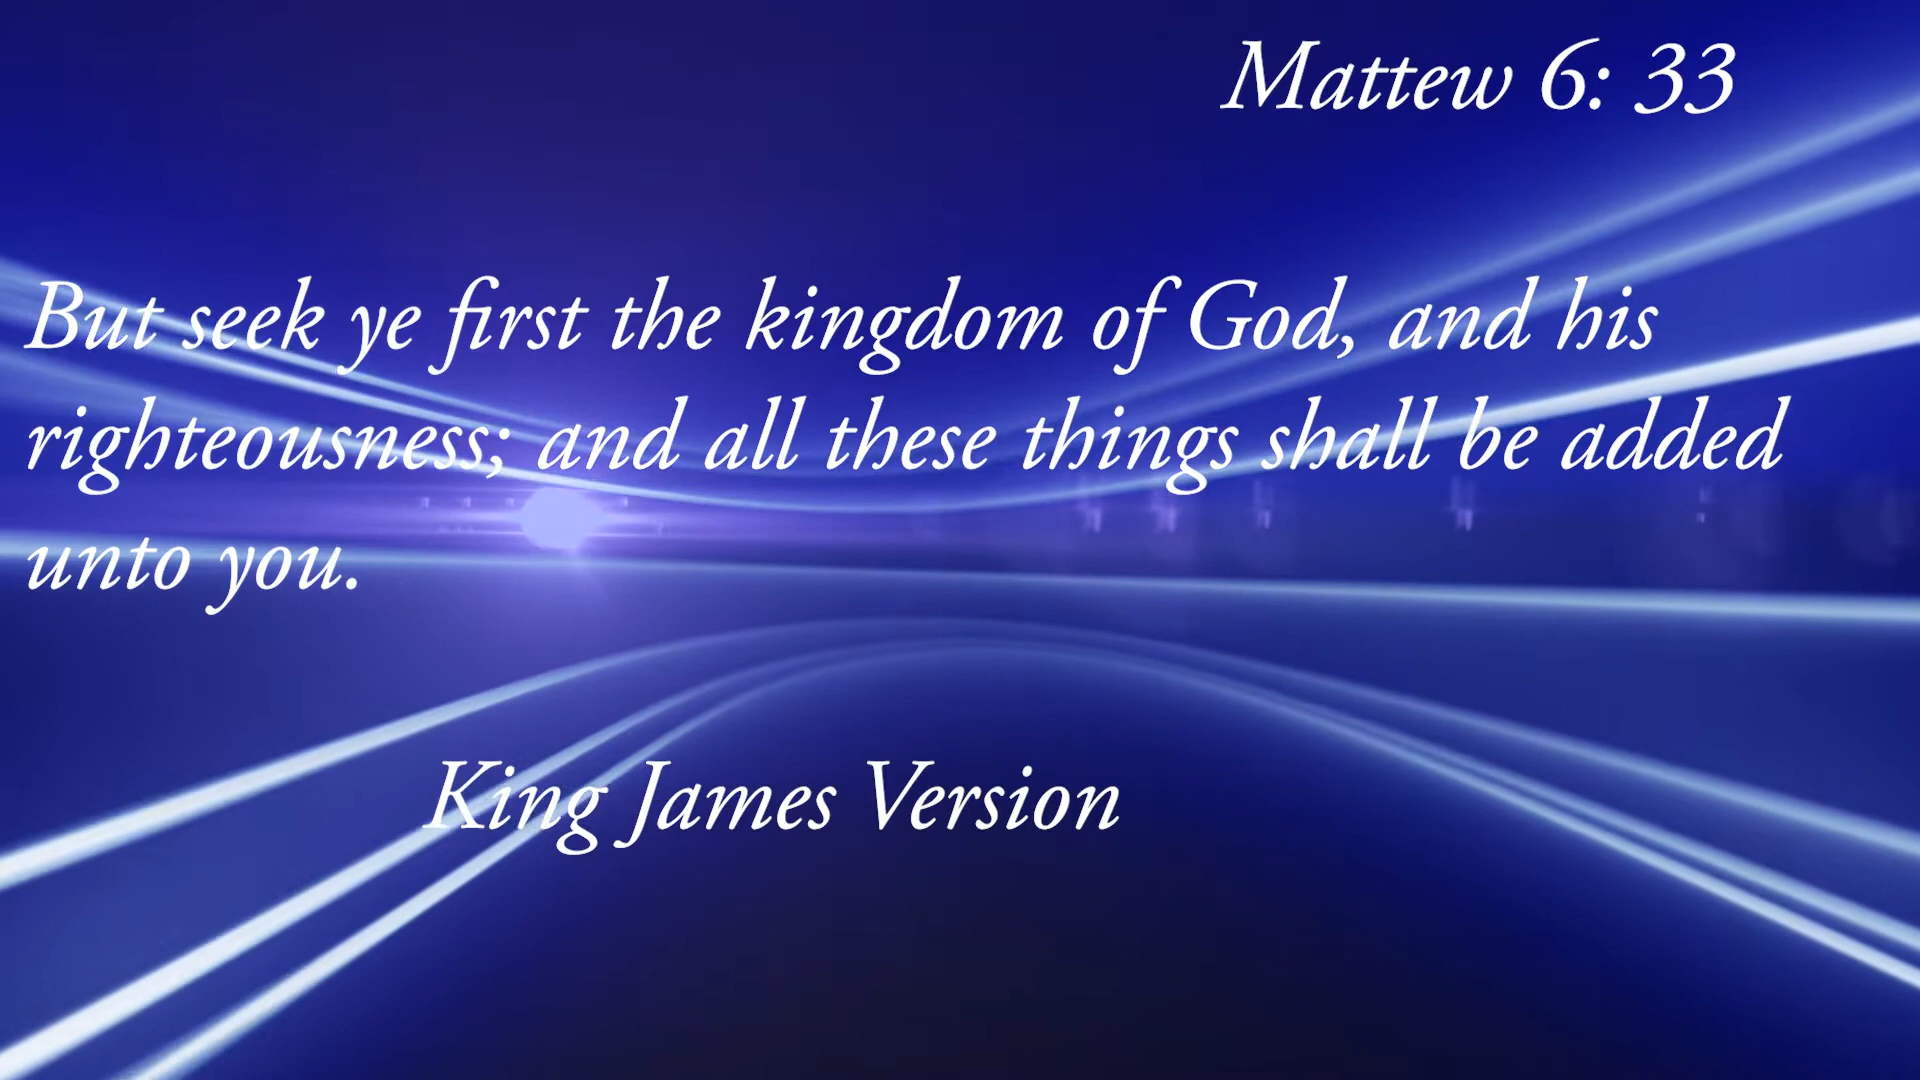 Mattew 6: 33
But seek ye first the kingdom of God, and his
righteousness; and all these things shall be added
unto you.
King James Version